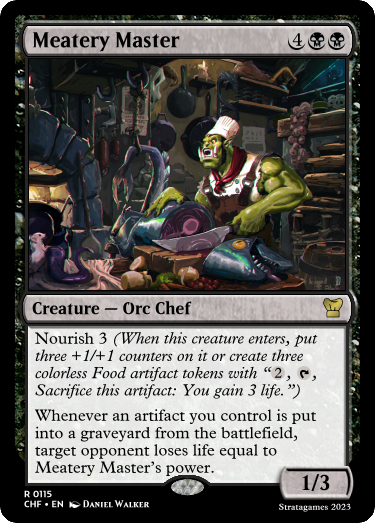 Meatery Master 4
Creature — Orc Chef
Nourish 3 (When this creature enters, put
three +1/+1 counters on it or create three
colorless Food artifact tokens with “2, ,
Sacrifice this artifact: You gain 3 life.”)
Whenever an artifact you control is put
into a graveyard from the battlefield,
target opponent loses life equal to
Meatery Master’s power.
1/3
R 0115
CHF • EN Daniel Walker
Stratagames 2023